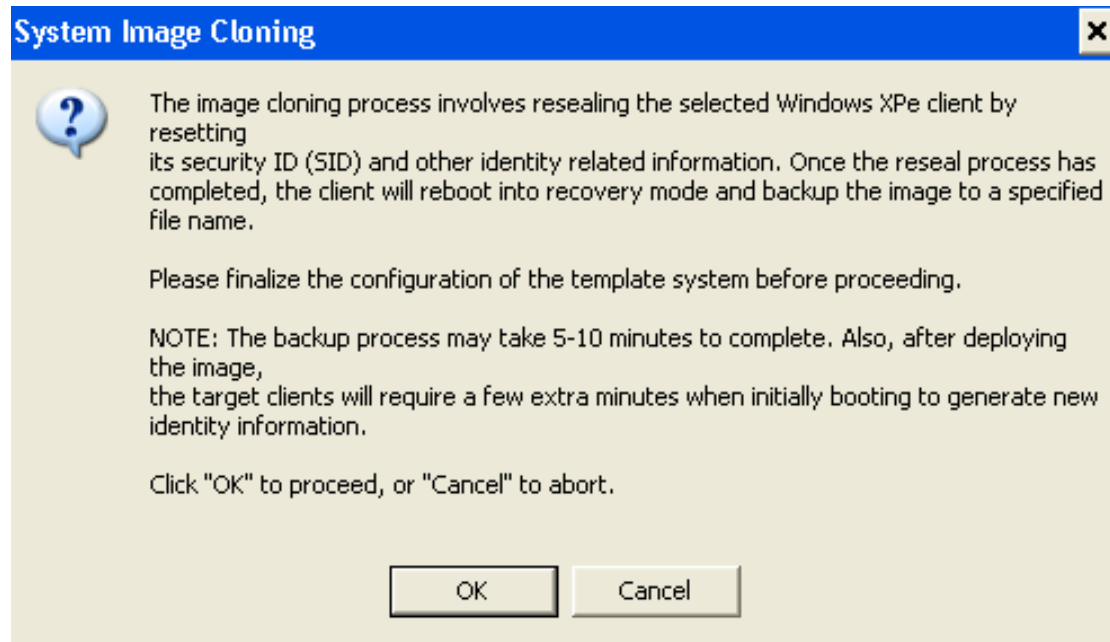 System Image Cloning
The image cloning process involves resealing the selected Windows XPe client by
resetting
its security ID (SID) and other identity related information. Once the reseal process has
completed, the client will reboot into recovery mode and backup the image to a specified
file name.
Please finalize the configuration of the template system before proceeding.
NOTE: The backup process may take 5-10 minutes to complete. Also, after deploying
the image,
the target clients will require a few extra minutes when initially booting to generate new
identity information.
Click "OK" to proceed, or "Cancel" to abort.
OK Cancel